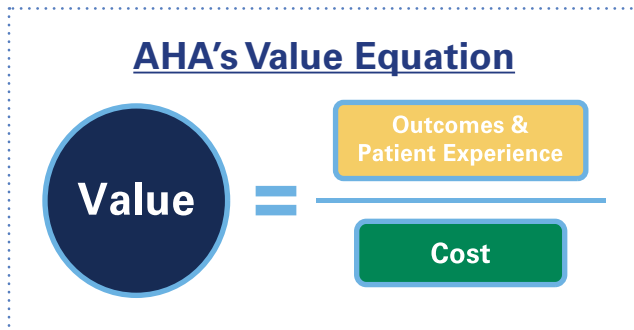 AHA's Value Equation
Value
=
Outcomes &
Patient Experience
Cost